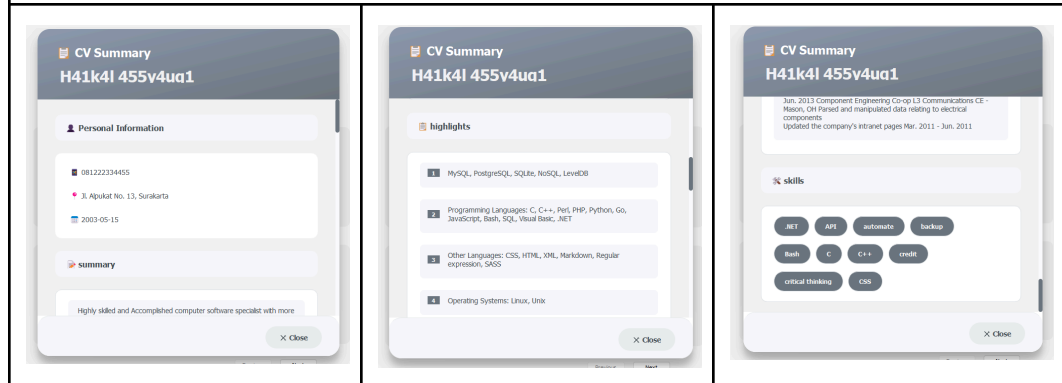 CV Summary
H41k4l 455y4uq1
Personal Information
081222334455
Jl. Alpukat No. 13, Surakarta
2003-05-15
summary
Highly skilled and Accomplished computer software specialist with more
× Close
CV Summary
H41k4l 455y4uq1
highlights
1 MySQL, PostgreSQL, SQLite, NoSQL, LevelDB
2 Programming Languages: C, C++, Perl, PHP, Python, Go,
JavaScript, Bash, SQL, Visual Basic, .NET
3 Other Languages: CSS, HTML, XML, Markdown, Regular
expression, SASS
4 Operating Systems: Linux, Unix
× Close
Previous Next
CV Summary
H41k4l 455y4uq1
Jun. 2013 Component Engineering Co-op L3 Communications CE -
Mason, OH Parsed and manipulated data relating to electrical
components
Updated the company's intranet pages Mar. 2011 - Jun. 2011
skills
.NET API automate backup
Bash C C++ credit
critical thinking CSS
× Close